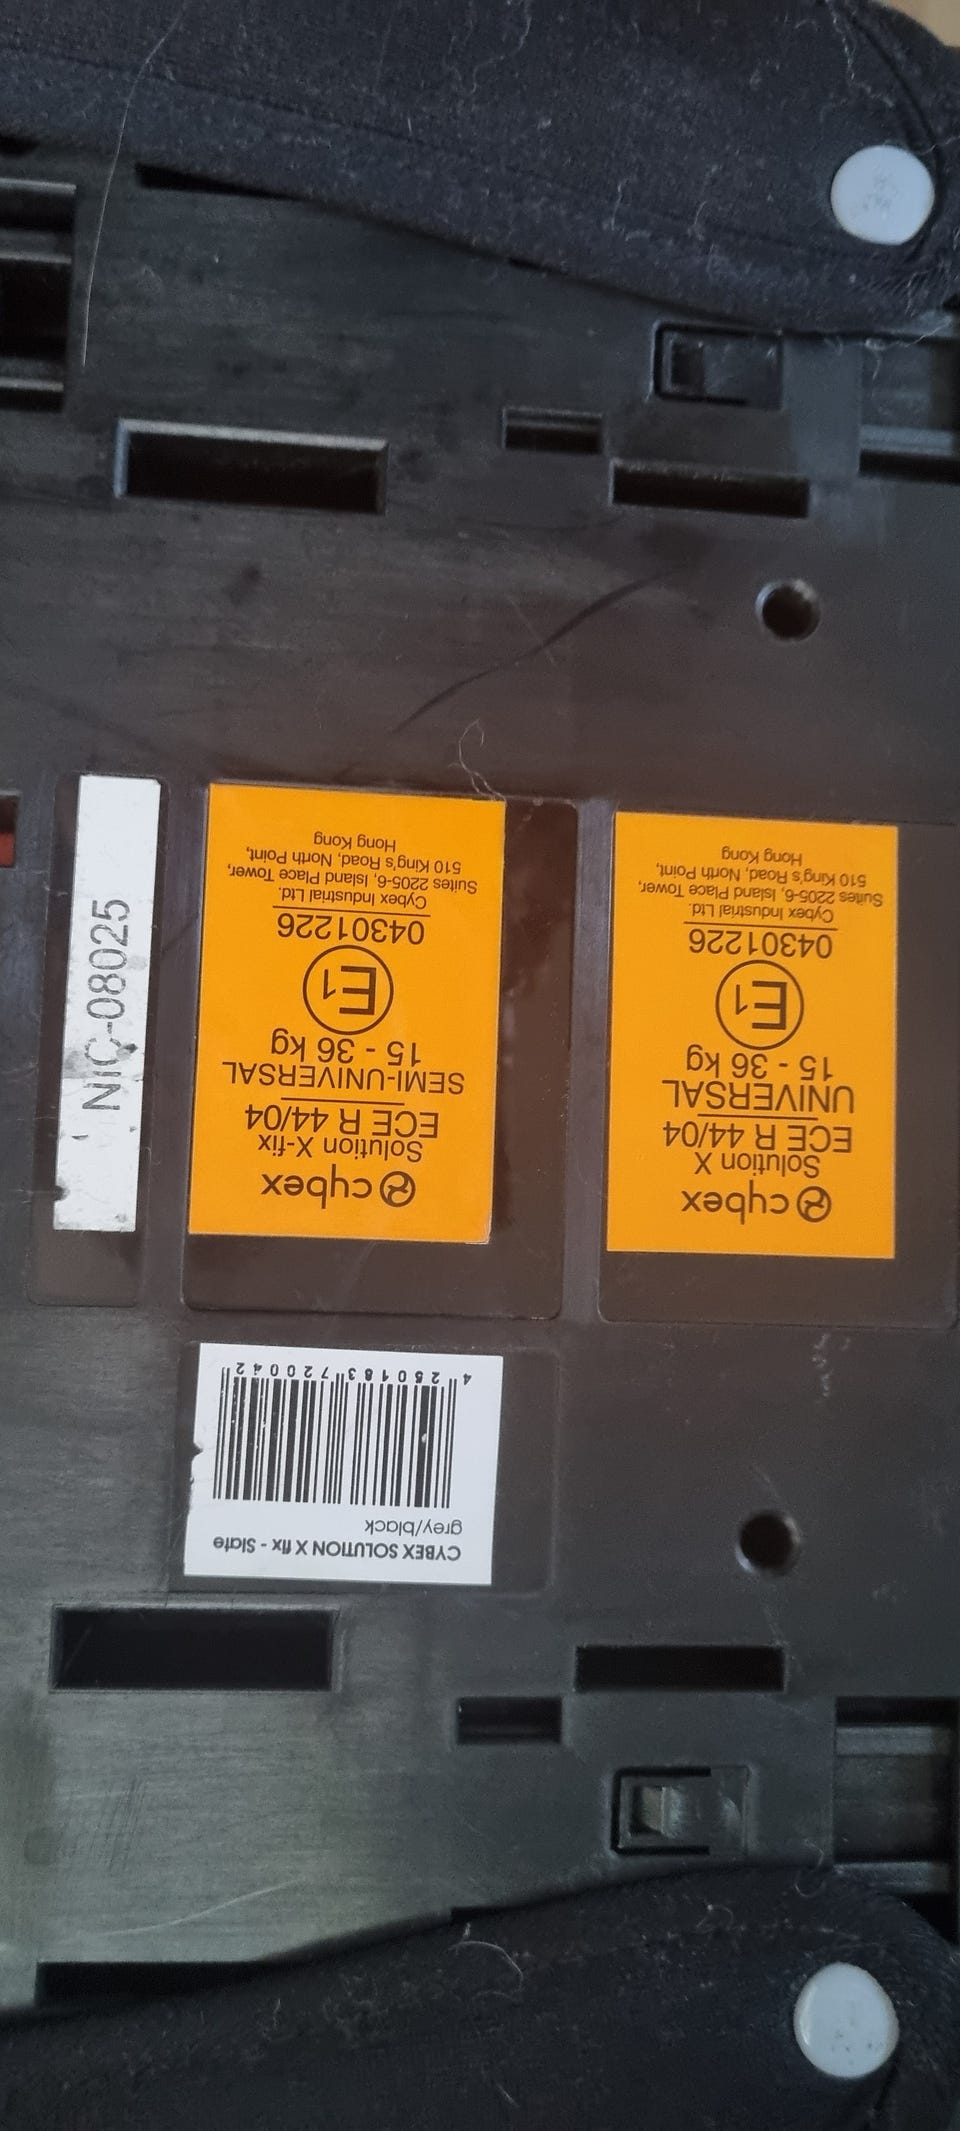 cybex
Solution X
ECE R 44/04
UNIVERSAL
15 - 36 kg
E1
04301226
Cybex Industrial Ltd.
Suites 2205-6, Island Place Tower,
510 King's Road, North Point,
Hong Kong
cybex
Solution X-fix
ECE R 44/04
SEMI-UNIVERSAL
15 - 36 kg
E1
04301226
Cybex Industrial Ltd.
Suites 2205-6, Island Place Tower,
510 King's Road, North Point,
Hong Kong
NIC-08025
CYBEX SOLUTION X fix - Slate
grey/black
4 250183 720042